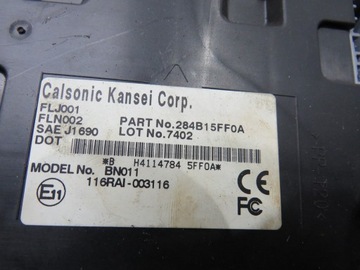 Calsonic Kansei Corp.
FLJ001
FLN002 PART No.284B15FF0A
SAE J1690 LOT No.7402
DOT
*B H4114784 5FF0A*
MODEL No. BN011
116RAI-003116
E11 CE
FC